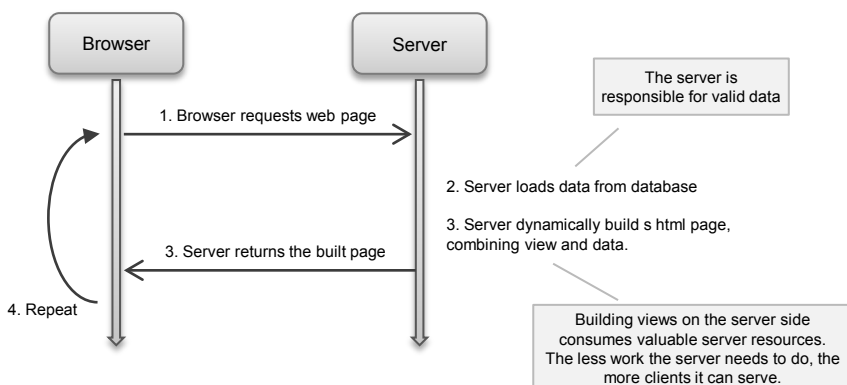 Browser
Server
The server is
responsible for valid data
1. Browser requests web page
2. Server loads data from database
3. Server dynamically build s html page,
combining view and data.
3. Server returns the built page
4. Repeat
Building views on the server side
consumes valuable server resources.
The less work the server needs to do, the
more clients it can serve.